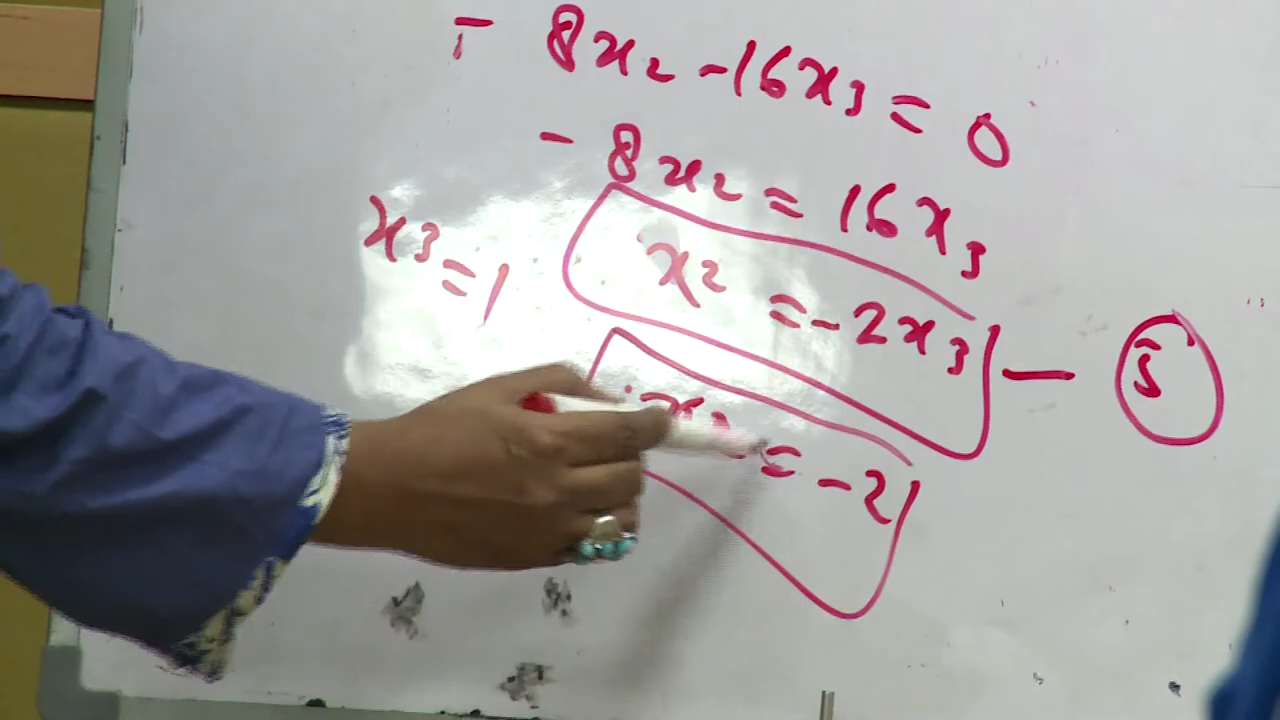 - 8x2 - 16x3 = 0
- 8x2 = 16x3
x3 = 1
x2 = -2x3 — 5
x2 = -2